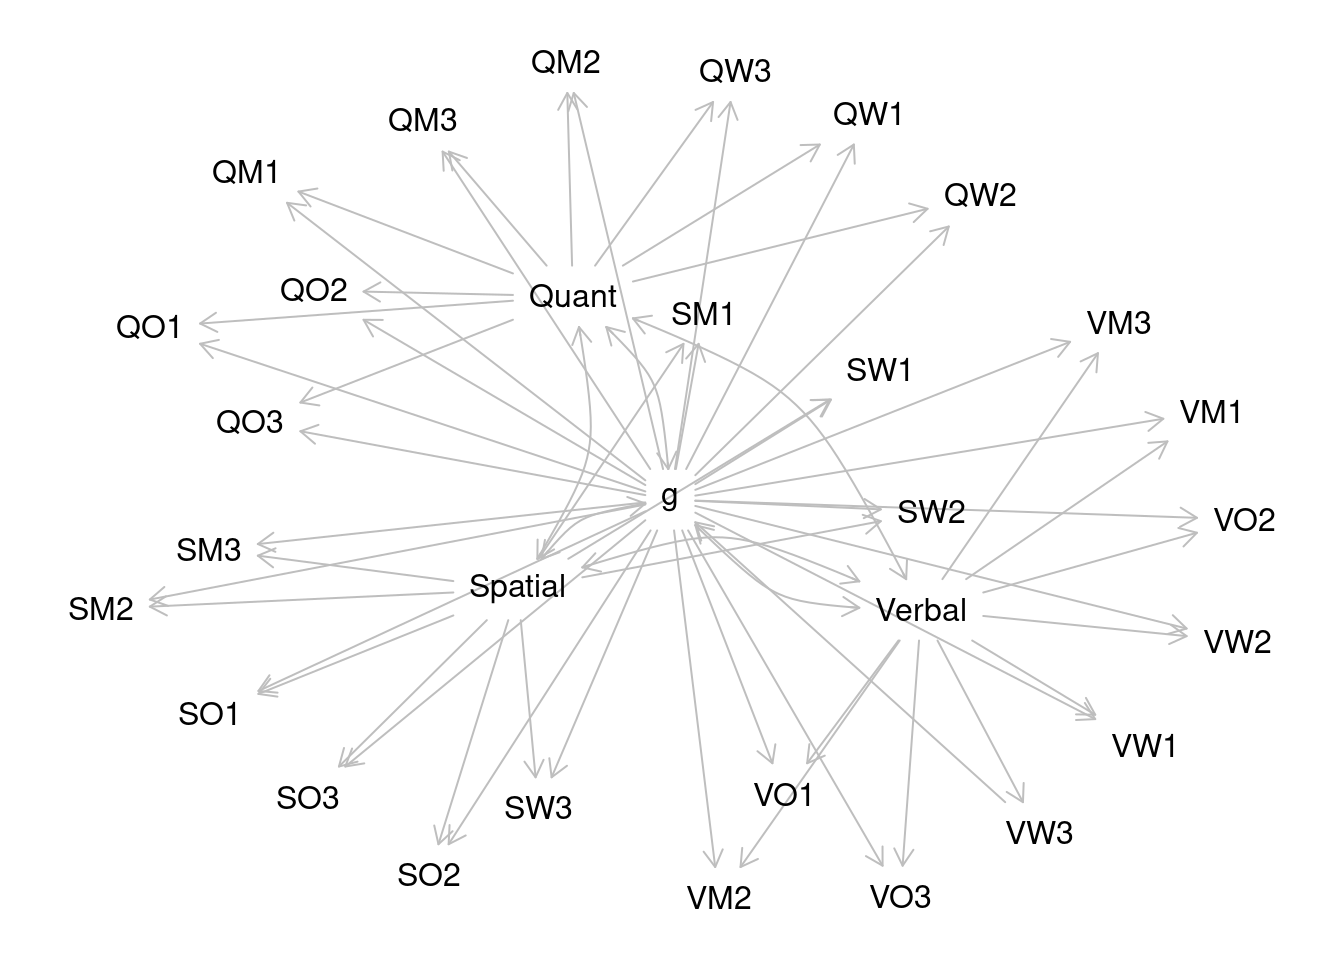 QM2
QW3
QW1
QM3
QM1
QW2
QO2
Quant
SM1
VM3
QO1
SW1
VM1
QO3
g
SW2
VO2
SM3
Spatial
SM2
Verbal
VW2
SO1
VW1
SO3
SW3
VO1
VW3
SO2
VM2
VO3